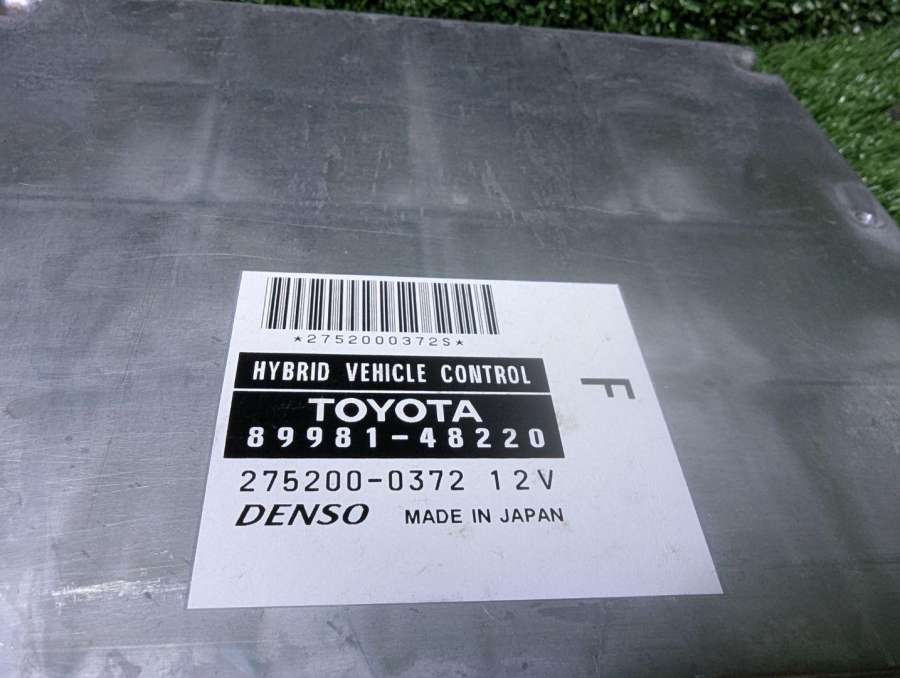 *2752000372S*
HYBRID VEHICLE CONTROL
TOYOTA
89981-48220
275200-0372 12V
DENSO MADE IN JAPAN
F